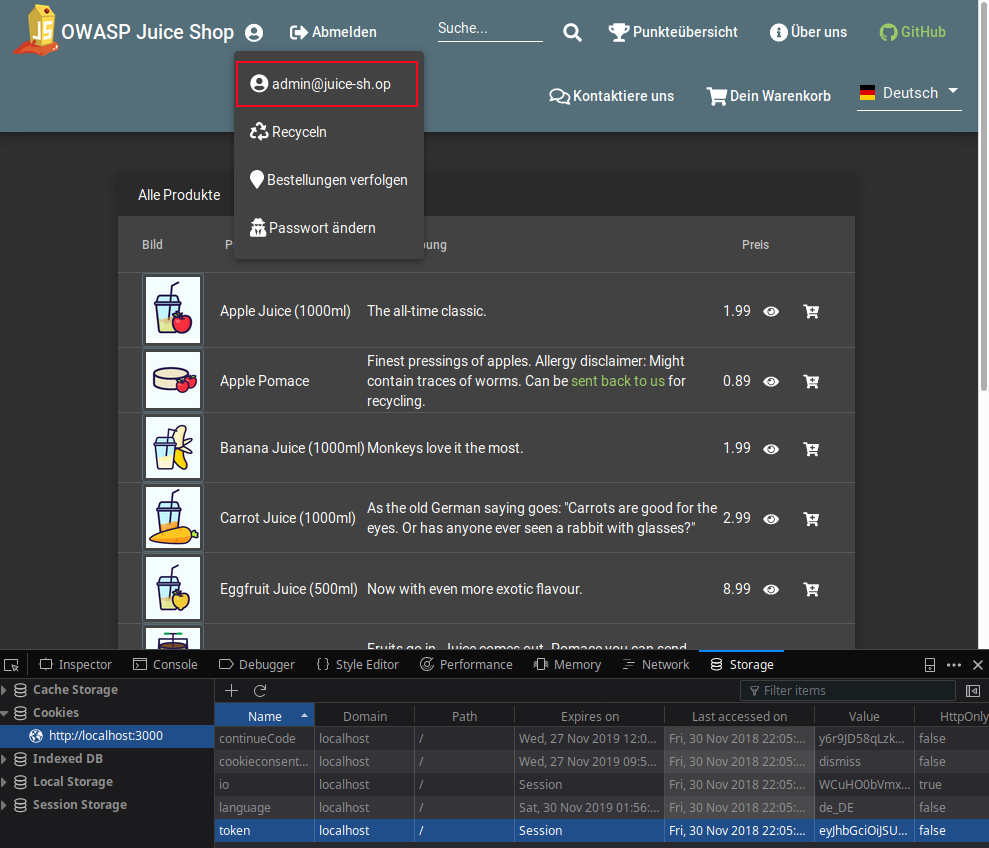 OWASP Juice Shop
Abmelden
Suche...
Punkteübersicht
Über uns
GitHub
Kontaktiere uns
Dein Warenkorb
Deutsch
admin@juice-sh.op
Recyceln
Bestellungen verfolgen
Passwort ändern
Alle Produkte
Bild
P
bung
Preis
Apple Juice (1000ml) The all-time classic. 1.99
Finest pressings of apples. Allergy disclaimer: Might
Apple Pomace contain traces of worms. Can be sent back to us for 0.89
recycling.
Banana Juice (1000ml) Monkeys love it the most. 1.99
As the old German saying goes: "Carrots are good for the
Carrot Juice (1000ml) eyes. Or has anyone ever seen a rabbit with glasses?" 2.99
Eggfruit Juice (500ml) Now with even more exotic flavour. 8.99
Fruits go in. Juice comes out. Pomace you can send
Inspector Console Debugger {} Style Editor Performance Memory Network Storage
Cache Storage
Cookies
http://localhost:3000
Indexed DB
Local Storage
Session Storage
Filter items
Name Domain Path Expires on Last accessed on Value HttpOnly
continueCode localhost / Wed, 27 Nov 2019 12:0... Fri, 30 Nov 2018 22:05:... y6r9JD58qLzk... false
cookieconsent... localhost / Wed, 27 Nov 2019 09:5... Fri, 30 Nov 2018 22:05:... dismiss false
io localhost / Session Fri, 30 Nov 2018 22:05:... WCuHO0bVmx... true
language localhost / Sat, 30 Nov 2019 01:56:... Fri, 30 Nov 2018 22:05:... de_DE false
token localhost / Session Fri, 30 Nov 2018 22:05:... eyJhbGciOiJSU... false